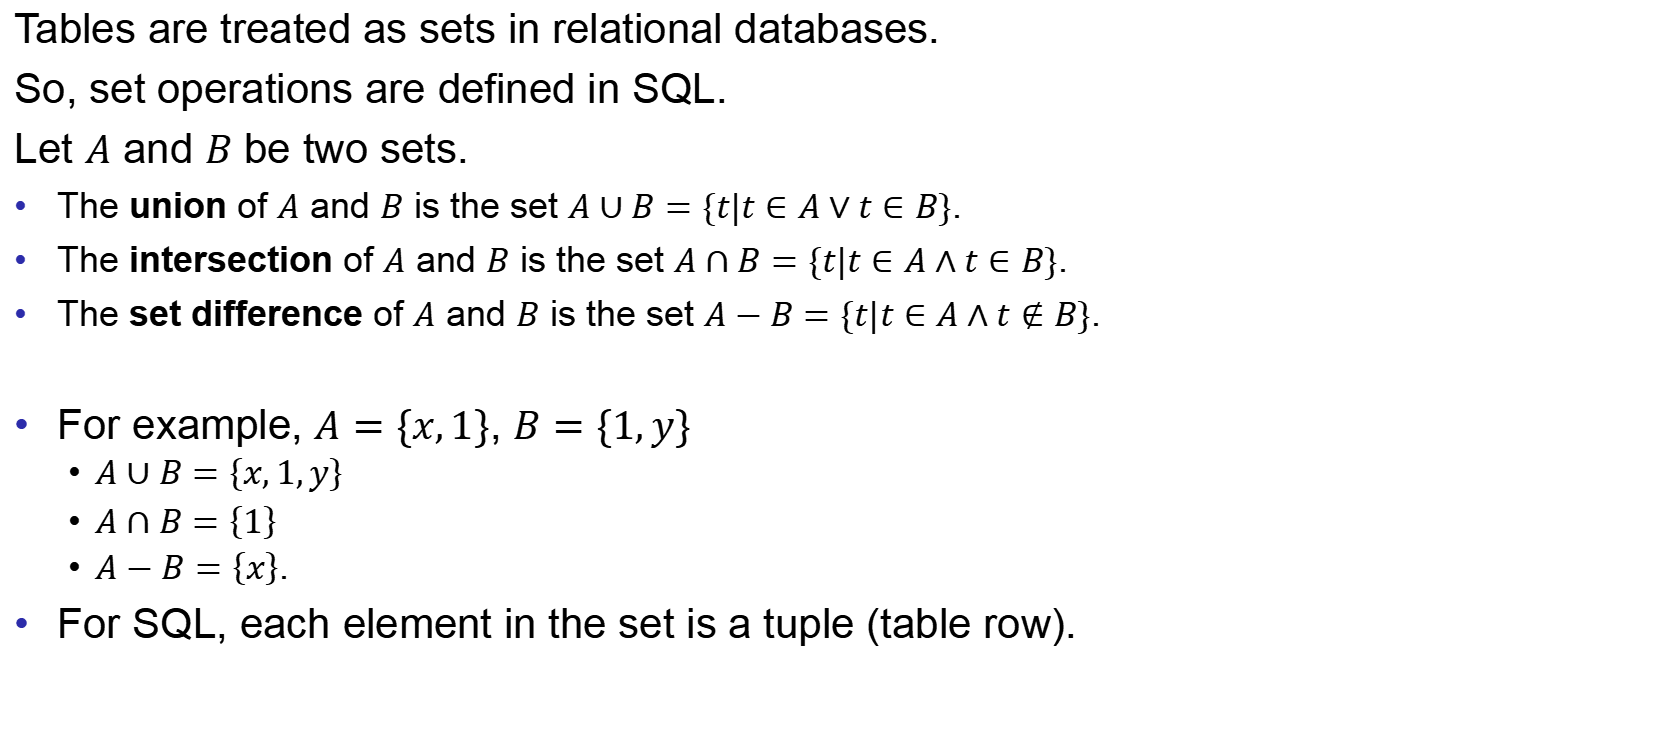 Tables are treated as sets in relational databases.
So, set operations are defined in SQL.
Let A and B be two sets.
• The union of A and B is the set A ∪ B = {t|t ∈ A ∨ t ∈ B}.
• The intersection of A and B is the set A ∩ B = {t|t ∈ A ∧ t ∈ B}.
• The set difference of A and B is the set A − B = {t|t ∈ A ∧ t ∉ B}.
• For example, A = {x, 1}, B = {1, y}
• A ∪ B = {x, 1, y}
• A ∩ B = {1}
• A − B = {x}.
• For SQL, each element in the set is a tuple (table row).